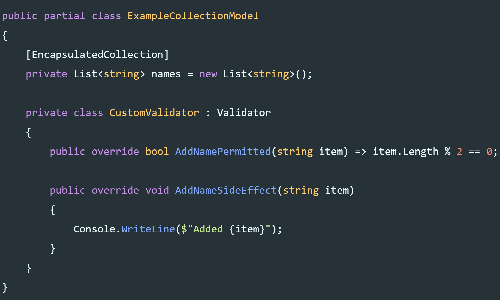 public partial class ExampleCollectionModel
{
    [EncapsulatedCollection]
    private List<string> names = new List<string>();

    private class CustomValidator : Validator
    {
        public override bool AddNamePermitted(string item) => item.Length % 2 == 0;

        public override void AddNameSideEffect(string item)
        {
            Console.WriteLine($"Added {item}");
        }
    }
}